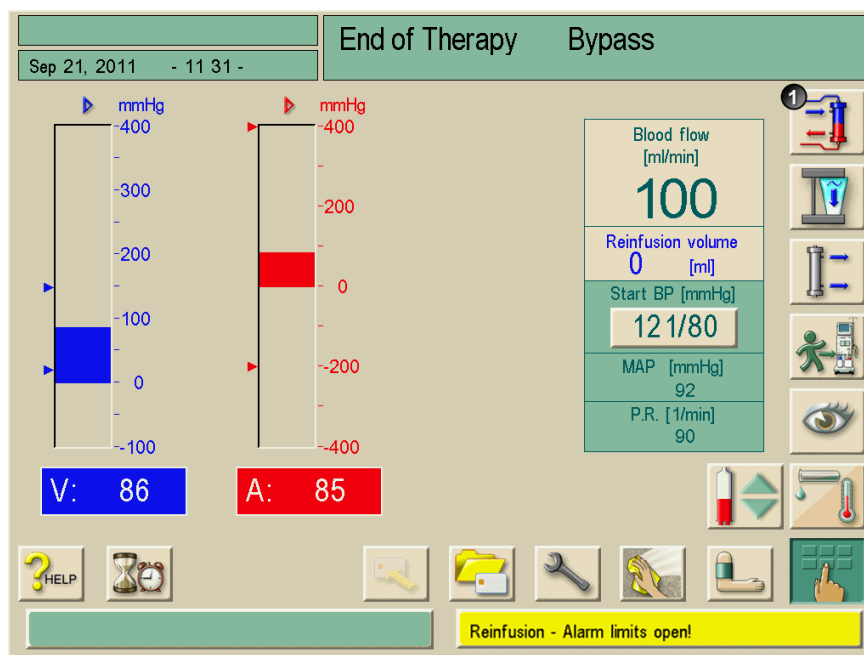 End of Therapy Bypass
Sep 21, 2011 - 11 31 -
mmHg
400
300
200
100
0
-100
V: 86
mmHg
400
200
0
-200
-400
A: 85
Blood flow
[ml/min]
100
Reinfusion volume
0 [ml]
Start BP [mmHg]
121/80
MAP [mmHg]
92
P.R. [1/min]
90
1
? HELP
Reinfusion - Alarm limits open!